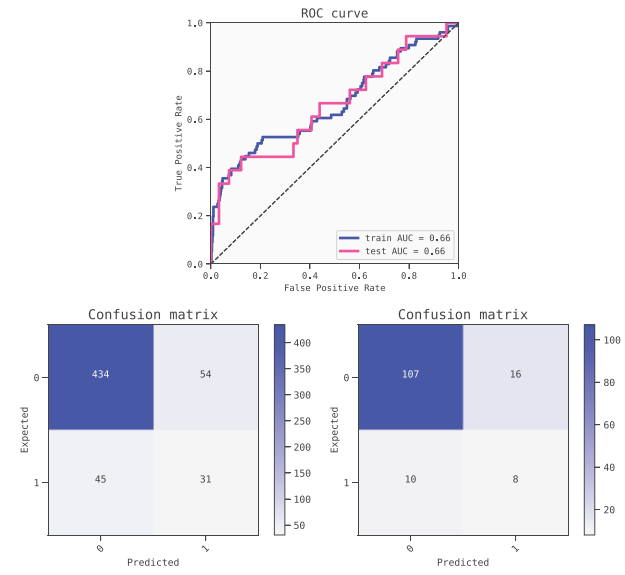 ROC curve
1.0
0.8
0.6
0.4
0.2
0.0
True Positive Rate
train AUC = 0.66
test AUC = 0.66
0.0 0.2 0.4 0.6 0.8 1.0
False Positive Rate
Confusion matrix
0
1
Expected
434 54
45 31
0 1
Predicted
400
350
300
250
200
150
100
50
Confusion matrix
0
1
Expected
107 16
10 8
0 1
Predicted
100
80
60
40
20